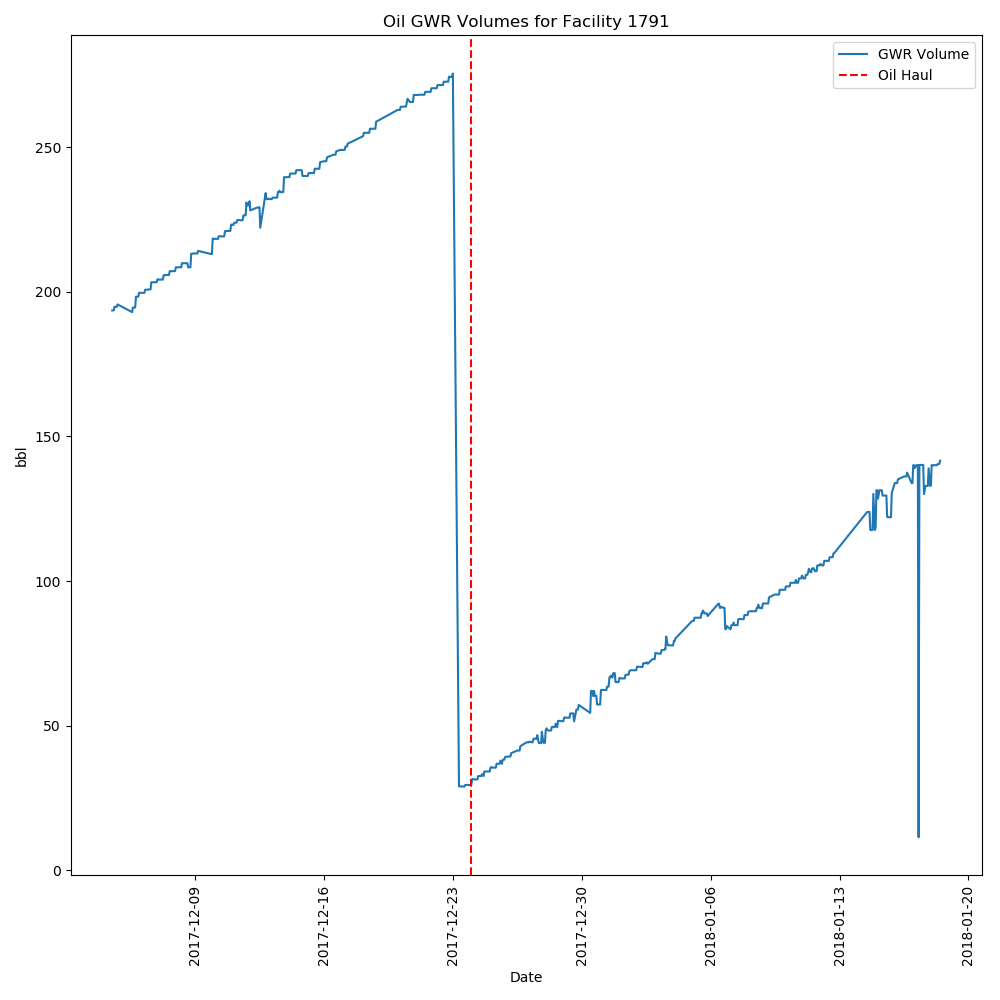 Oil GWR Volumes for Facility 1791
GWR Volume
Oil Haul
bbl
250
200
150
100
50
0
2017-12-09
2017-12-16
2017-12-23
2017-12-30
2018-01-06
2018-01-13
2018-01-20
Date